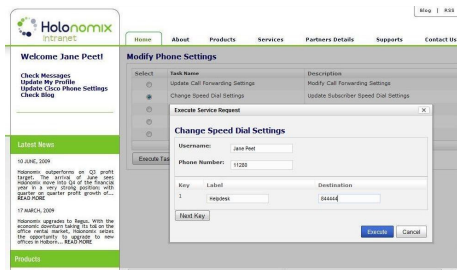 Blog | RSS
Holonomix
intranet
Home About Products Services Partners Details Supports Contact Us
Welcome Jane Peet!
Check Messages
Update My Profile
Update Cisco Phone Settings
Check Blog
Latest News
10 JUNE, 2009
Holonomix outperforms on Q3 profit
target. The arrival of June sees
Holonomix move into Q4 of the financial
year in a very strong position with
quarter on quarter profit growth of...
READ MORE
17 MARCH, 2009
Holonomix upgrades to Regus. With the
economic downturn taking its toll on the
office rental market, Holonomix seizes
the opportunity to upgrade to new
offices in Holborn... READ MORE
Products
Modify Phone Settings
Select Task Name Description
Update Call Forwarding Settings Modify Call Forwarding Settings
Change Speed Dial Settings Update Subscriber Speed Dial Settings
Execute Tas
Execute Service Request X
Change Speed Dial Settings
Username: Jane Peet
Phone Number: 11280
Key Label Destination
1 Helpdesk 844444
Next Key
Execute Cancel